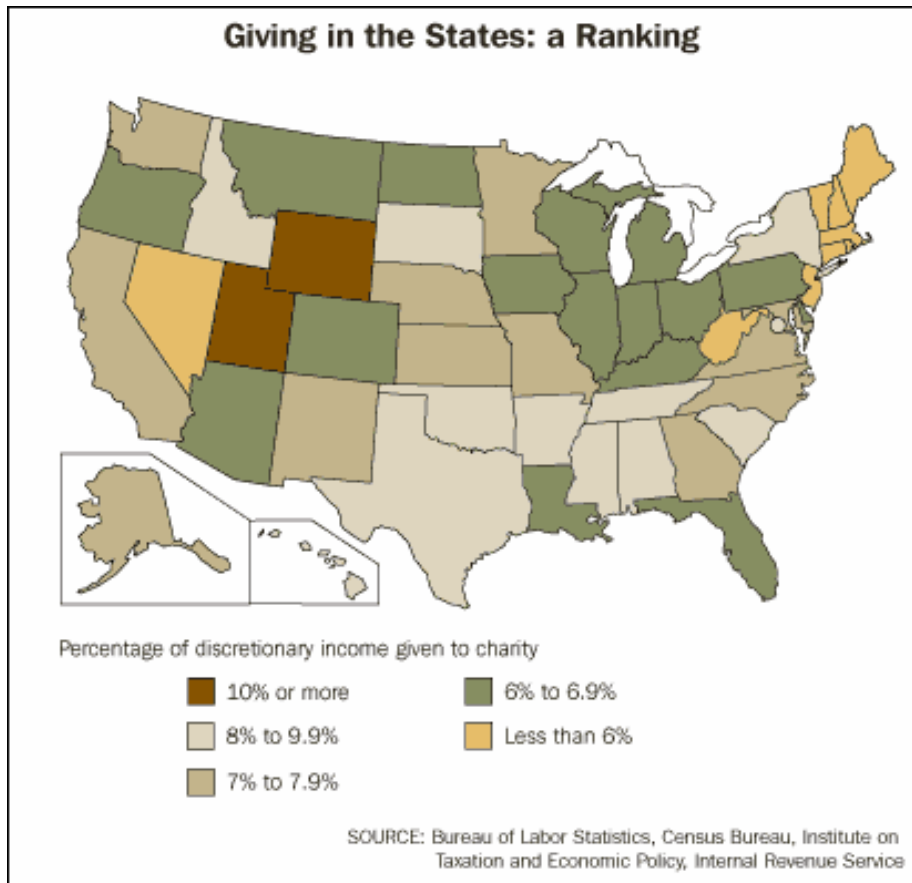 Giving in the States: a Ranking
Percentage of discretionary income given to charity
10% or more
8% to 9.9%
7% to 7.9%
6% to 6.9%
Less than 6%
SOURCE: Bureau of Labor Statistics, Census Bureau, Institute on
Taxation and Economic Policy, Internal Revenue Service